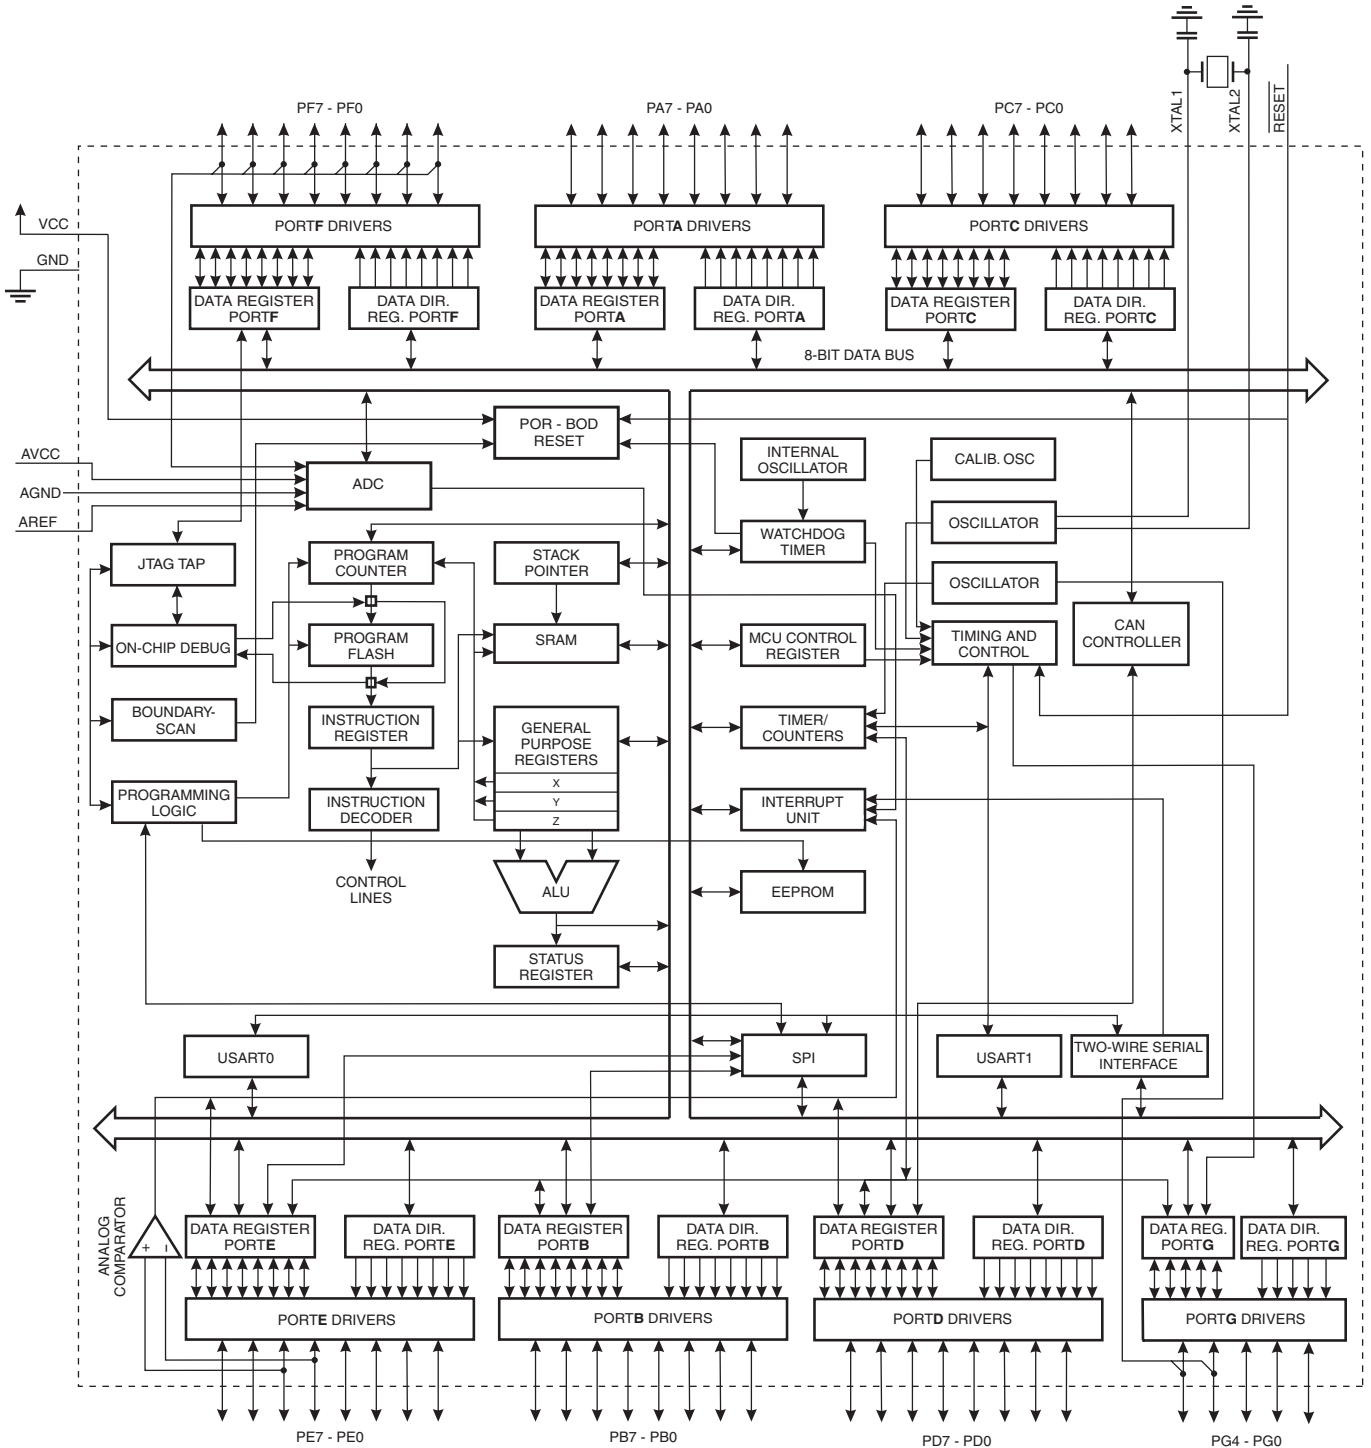 XTAL1
XTAL2
RESET
PF7 - PF0
PA7 - PA0
PC7 - PC0
VCC
GND
PORTF DRIVERS
PORTA DRIVERS
PORTC DRIVERS
DATA REGISTER
PORTF
DATA DIR.
REG. PORTF
DATA REGISTER
PORTA
DATA DIR.
REG. PORTA
DATA REGISTER
PORTC
DATA DIR.
REG. PORTC
8-BIT DATA BUS
POR - BOD
RESET
AVCC
AGND
AREF
ADC
INTERNAL
OSCILLATOR
CALIB. OSC
WATCHDOG
TIMER
OSCILLATOR
OSCILLATOR
JTAG TAP
PROGRAM
COUNTER
STACK
POINTER
ON-CHIP DEBUG
PROGRAM
FLASH
SRAM
MCU CONTROL
REGISTER
TIMING AND
CONTROL
CAN
CONTROLLER
BOUNDARY-
SCAN
INSTRUCTION
REGISTER
GENERAL
PURPOSE
REGISTERS
X
Y
Z
TIMER/
COUNTERS
PROGRAMMING
LOGIC
INSTRUCTION
DECODER
INTERRUPT
UNIT
CONTROL
LINES
ALU
EEPROM
STATUS
REGISTER
USART0
SPI
USART1
TWO-WIRE SERIAL
INTERFACE
ANALOG
COMPARATOR
+
-
DATA REGISTER
PORTE
DATA DIR.
REG. PORTE
DATA REGISTER
PORTB
DATA DIR.
REG. PORTB
DATA REGISTER
PORTD
DATA DIR.
REG. PORTD
DATA REG.
PORTG
DATA DIR.
REG. PORTG
PORTE DRIVERS
PORTB DRIVERS
PORTD DRIVERS
PORTG DRIVERS
PE7 - PE0
PB7 - PB0
PD7 - PD0
PG4 - PG0